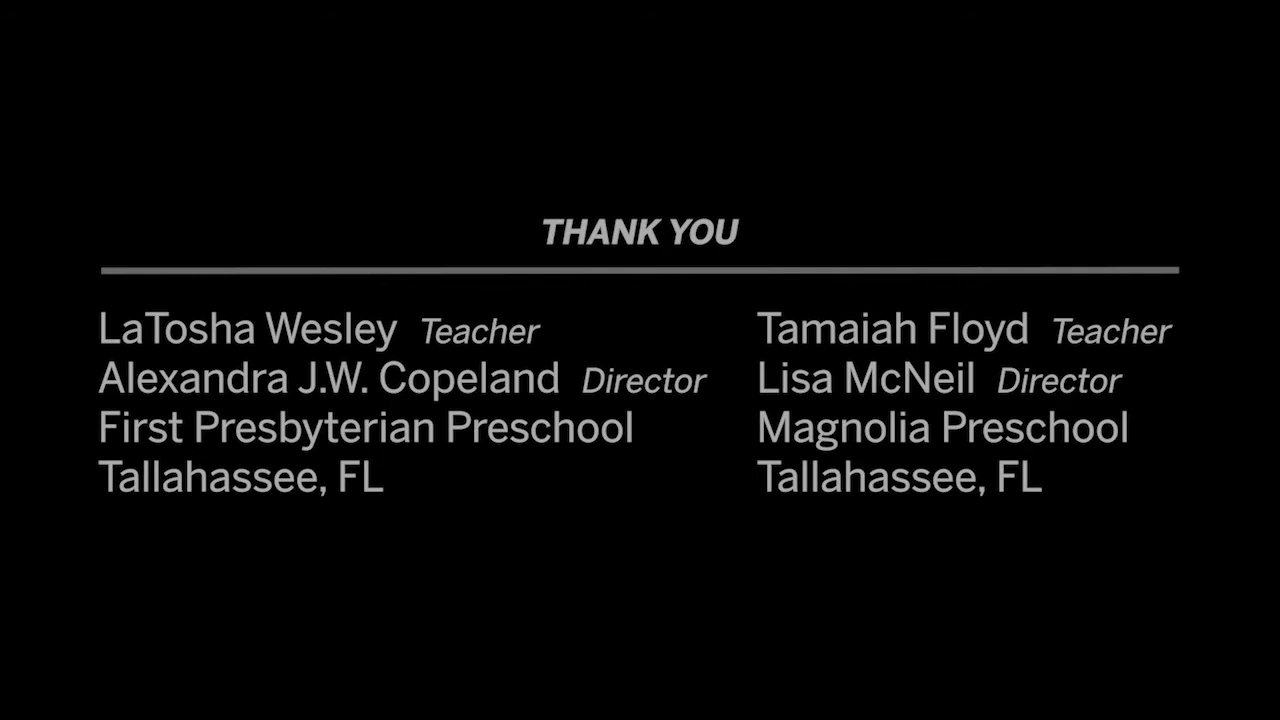 THANK YOU
LaTosha Wesley Teacher
Alexandra J.W. Copeland Director
First Presbyterian Preschool
Tallahassee, FL
Tamaiah Floyd Teacher
Lisa McNeil Director
Magnolia Preschool
Tallahassee, FL